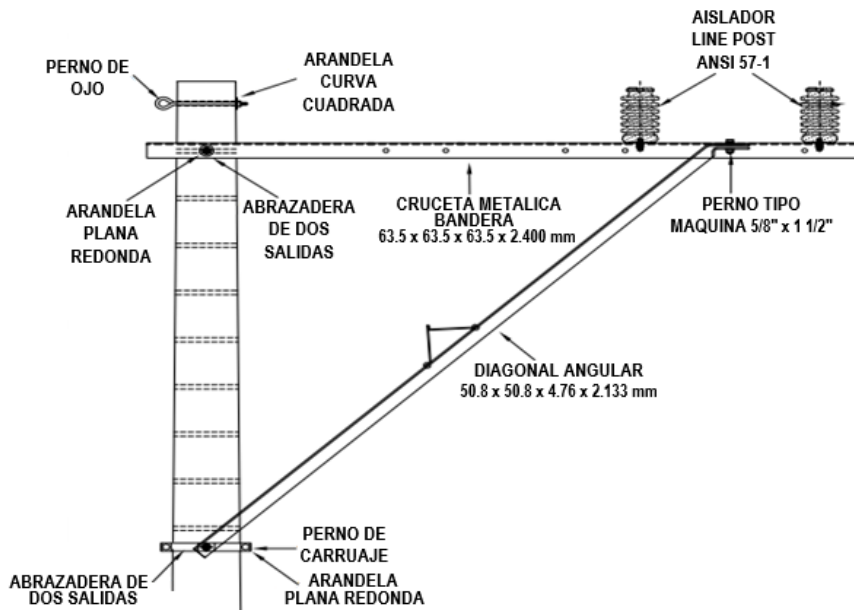 AISLADOR
LINE POST
ANSI 57-1
PERNO DE
OJO
ARANDELA
CURVA
CUADRADA
ARANDELA
PLANA
REDONDA
ABRAZADERA
DE DOS
SALIDAS
CRUCETA METALICA
BANDERA
63.5 x 63.5 x 63.5 x 2.400 mm
PERNO TIPO
MAQUINA 5/8" x 1 1/2"
DIAGONAL ANGULAR
50.8 x 50.8 x 4.76 x 2.133 mm
PERNO DE
CARRUAJE
ABRAZADERA DE
DOS SALIDAS
ARANDELA
PLANA REDONDA